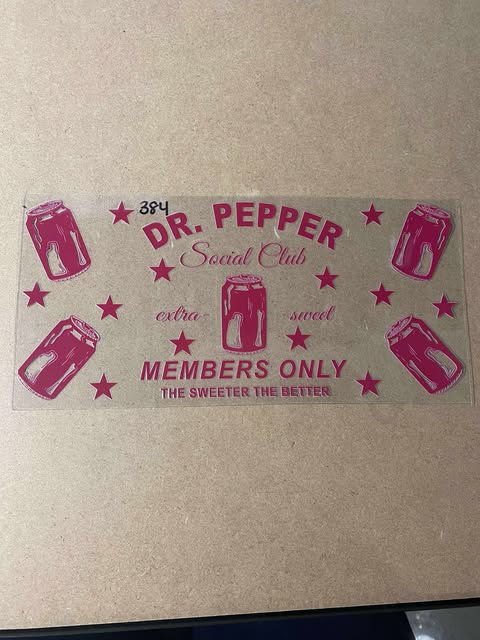 384
DR. PEPPER
Social Club
extra- -sweet
MEMBERS ONLY
THE SWEETER THE BETTER